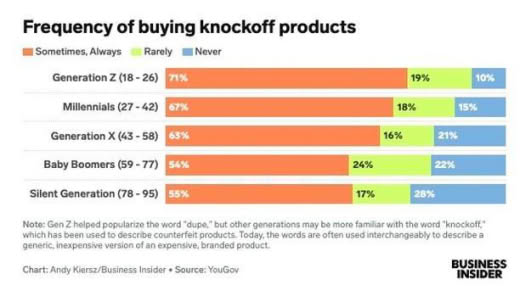 Frequency of buying knockoff products
Sometimes, Always Rarely Never
Generation Z (18 - 26) 71% 19% 10%
Millennials (27 - 42) 67% 18% 15%
Generation X (43 - 58) 63% 16% 21%
Baby Boomers (59 - 77) 54% 24% 22%
Silent Generation (78 - 95) 55% 17% 28%
Note: Gen Z helped popularize the word "dupe," but other generations may be more familiar with the word "knockoff,"
which has been used to describe counterfeit products. Today, the words are often used interchangeably to describe a
generic, inexpensive version of an expensive, branded product.
Chart: Andy Kiersz/Business Insider • Source: YouGov
BUSINESS
INSIDER